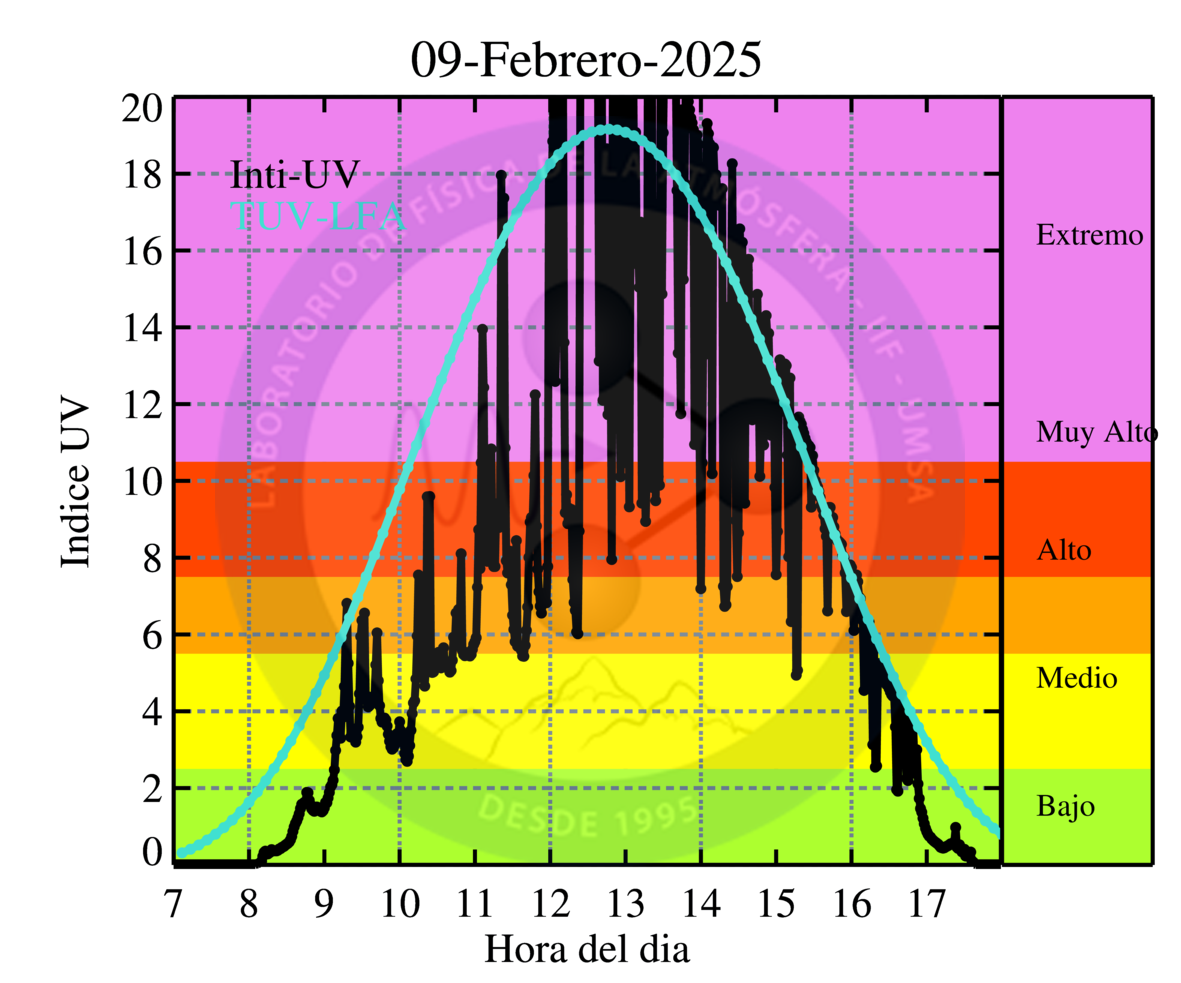 09-Febrero-2025
20
18
16
14
12
10
8
6
4
2
0
Indice UV
Inti-UV
TUV-LFA
LABORATORIO DE FÍSICA DE LA ATMÓSFERA - IIF - UMSA
DESDE 1995
Extremo
Muy Alto
Alto
Medio
Bajo
7 8 9 10 11 12 13 14 15 16 17
Hora del dia